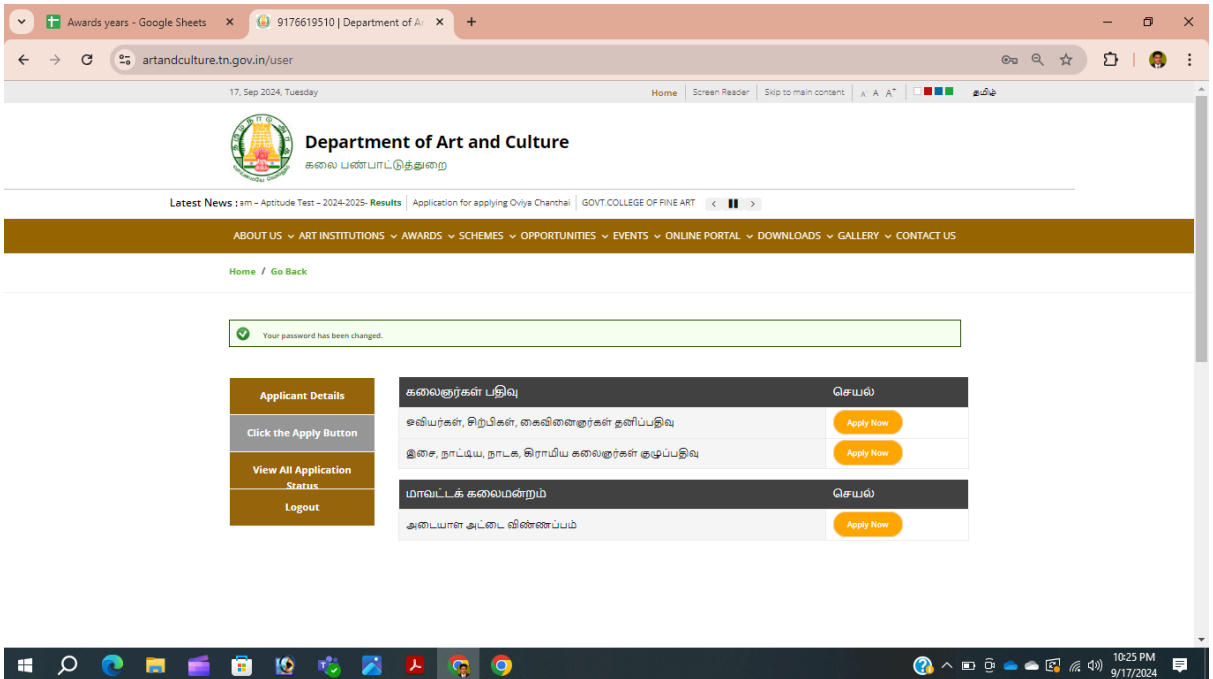 Awards years - Google Sheets
9176619510 | Department of Ar
artandculture.tn.gov.in/user
17, Sep 2024, Tuesday
Home Screen Reader Skip to main content A- A A+ தமிழ்
Department of Art and Culture
கலை பண்பாட்டுத்துறை
Latest News : am – Aptitude Test – 2024-2025- Results Application for applying Oviya Chanthai GOVT.COLLEGE OF FINE ART
ABOUT US ART INSTITUTIONS AWARDS SCHEMES OPPORTUNITIES EVENTS ONLINE PORTAL DOWNLOADS GALLERY CONTACT US
Home / Go Back
Your password has been changed.
Applicant Details
Click the Apply Button
View All Application
Status
Logout
கலைஞர்கள் பதிவு செயல்
ஓவியர்கள், சிற்பிகள், கைவினைஞர்கள் தனிப்பதிவு Apply Now
இசை, நாட்டிய, நாடக, கிராமிய கலைஞர்கள் குழுப்பதிவு Apply Now
மாவட்டக் கலைமன்றம் செயல்
அடையாள அட்டை விண்ணப்பம் Apply Now
10:25 PM
9/17/2024